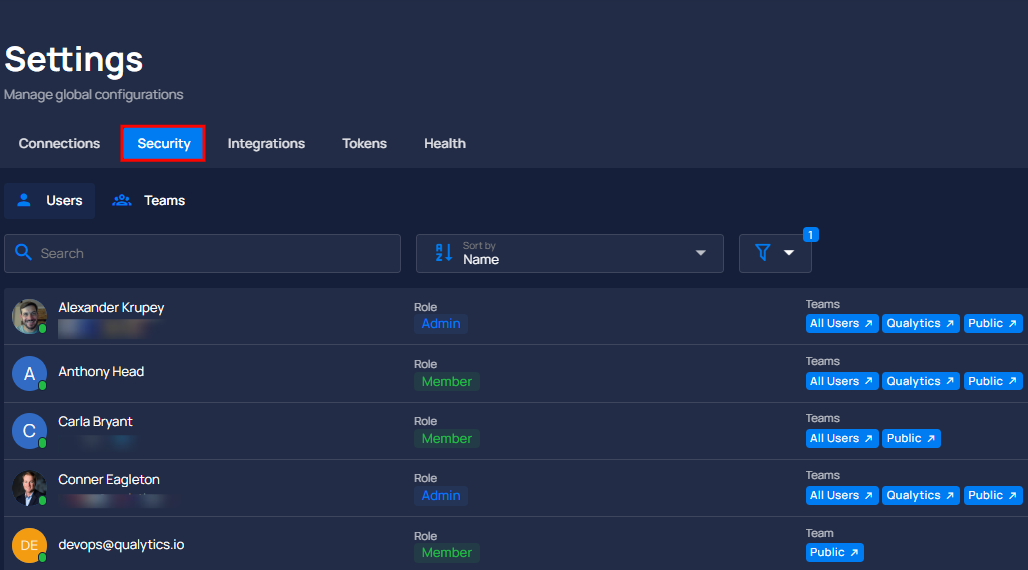 Settings
Manage global configurations
Connections Security Integrations Tokens Health
Users Teams
Search
Sort by
Name
1
Alexander Krupey
Role
Admin
Teams
All Users Qualytics Public
A
Anthony Head
Role
Member
Teams
All Users Qualytics Public
C
Carla Bryant
Role
Member
Teams
All Users Public
Conner Eagleton
Role
Admin
Teams
All Users Qualytics Public
DE
devops@qualytics.io
Role
Member
Team
Public